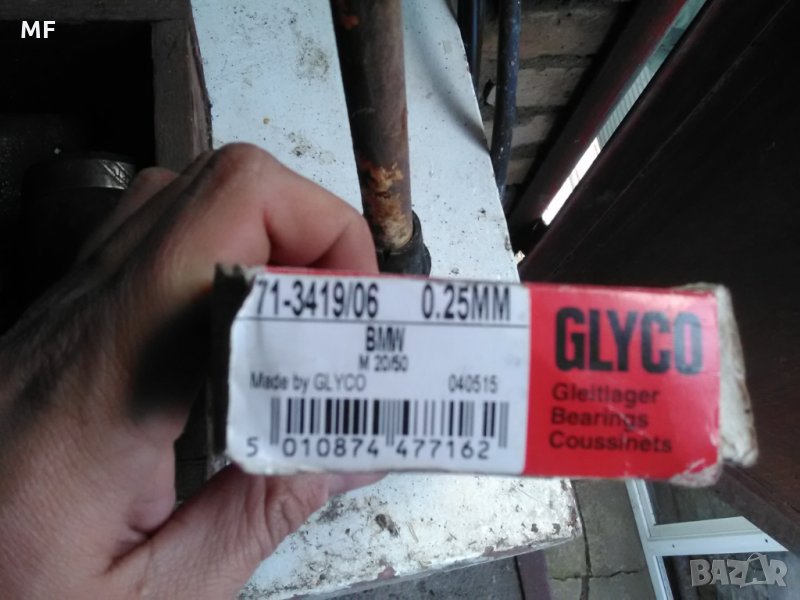 MF
71-3419/06 0.25MM
BMW
M 20/50
Made by GLYCO 040515
5 010874 477162
GLYCO
Gleitlager
Bearings
Coussinets
BAZAR